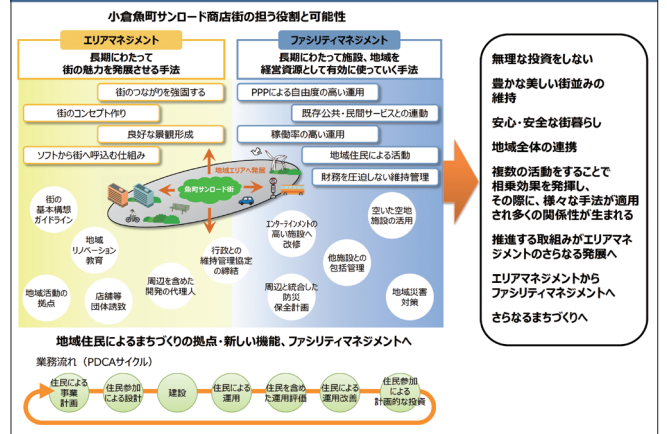 小倉魚町サンロード商店街の担う役割と可能性
エリアマネジメント
長期にわたって
街の魅力を発展させる手法
街のつながりを強固する
街のコンセプト作り
良好な景観形成
ソフトから街へ呼込む仕組み
ファシリティマネジメント
長期にわたって施設、地域を
経営資源として有効に使っていく手法
PPPによる自由度の高い運用
既存公共・民間サービスとの連動
稼働率の高い運用
地域住民による活動
財務を圧迫しない維持管理
地域エリアへ発展
魚町サンロード街
街の
基本構想
ガイドライン
地域
リノベーション
教育
地域活動の
拠点
店舗等
団体誘致
周辺を含めた
開発の代理人
行政との
維持管理協定
の締結
エンターテインメントの
高い施設へ
改修
空いた空地
施設の活用
他施設との
包括管理
周辺と統合した
防災
保全計画
地域災害
対策
無理な投資をしない
豊かな美しい街並みの
維持
安心・安全な街暮らし
地域全体の連携
複数の活動をすることで
相乗効果を発揮し、
その際に、様々な手法が適用
され多くの関係性が生まれる
推進する取組みがエリアマネ
ジメントのさらなる発展へ
エリアマネジメントから
ファシリティマネジメントへ
さらなるまちづくりへ
地域住民によるまちづくりの拠点・新しい機能、ファシリティマネジメントへ
業務流れ（PDCAサイクル）
住民による
事業
計画
住民参加
による設計
建設
住民による
運用
住民を含め
た運用評価
住民による
運用改善
住民参加
による
計画的な投資